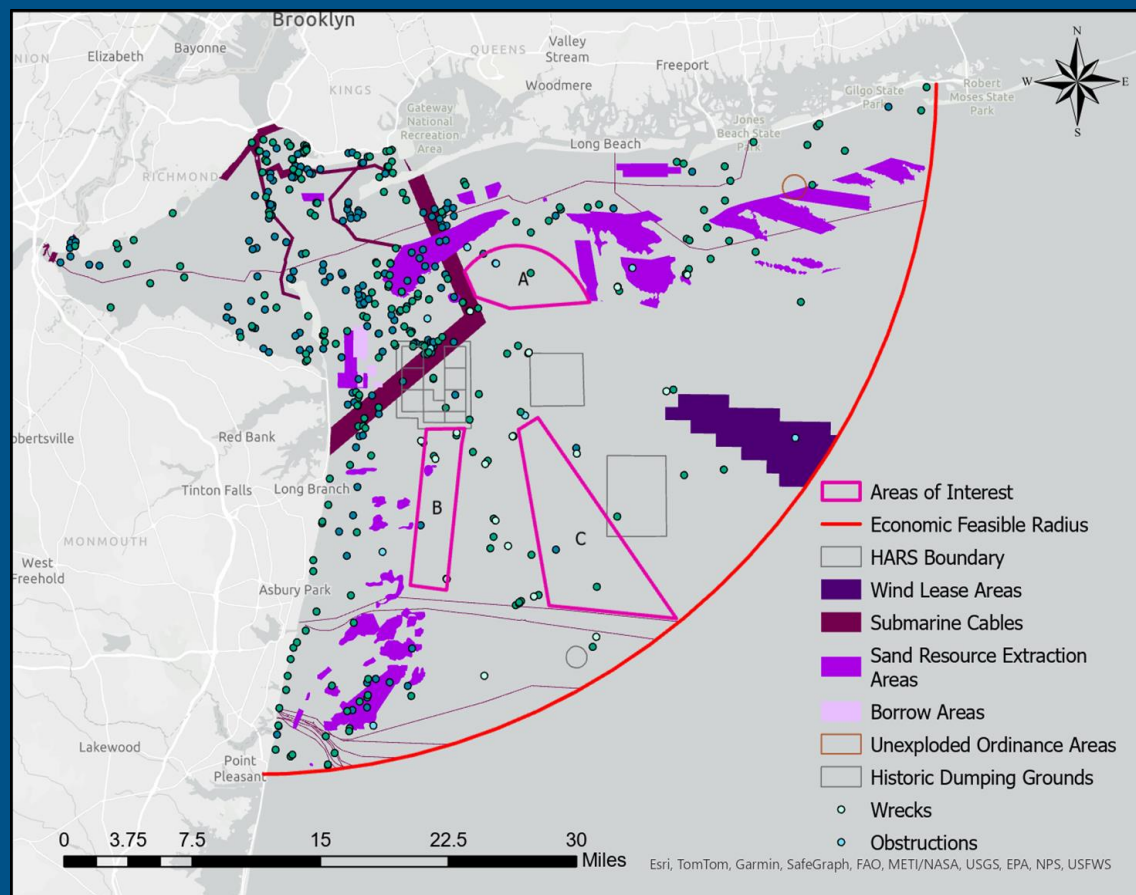 Brooklyn
N
W
E
S
Elizabeth
Bayonne
UNION
QUEENS
Valley
Stream
Freeport
Woodmere
KINGS
Gateway
National
Recreation
Area
Gilgo State
Park
Robert
Moses State
Park
Jones
Beach State
Park
Long Beach
RICHMOND
A
obertsville
Red Bank
Tinton Falls
Long Branch
B
C
MONMOUTH
West
Freehold
Asbury Park
Lakewood
Point
Pleasant
Areas of Interest
Economic Feasible Radius
HARS Boundary
Wind Lease Areas
Submarine Cables
Sand Resource Extraction
Areas
Borrow Areas
Unexploded Ordinance Areas
Historic Dumping Grounds
Wrecks
Obstructions
0 3.75 7.5 15 22.5 30
Miles
Esri, TomTom, Garmin, SafeGraph, FAO, METI/NASA, USGS, EPA, NPS, USFWS